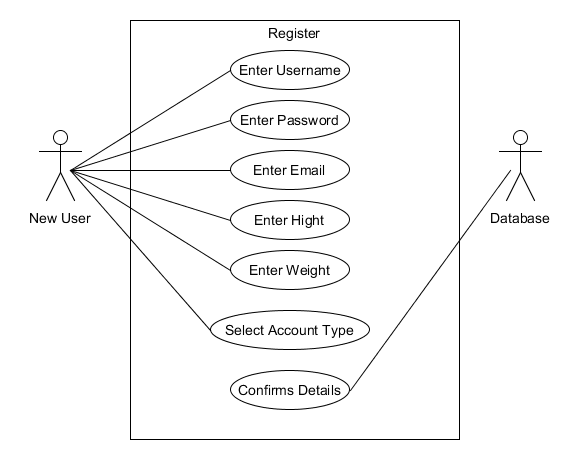 Register
Enter Username
Enter Password
Enter Email
New User
Database
Enter Hight
Enter Weight
Select Account Type
Confirms Details